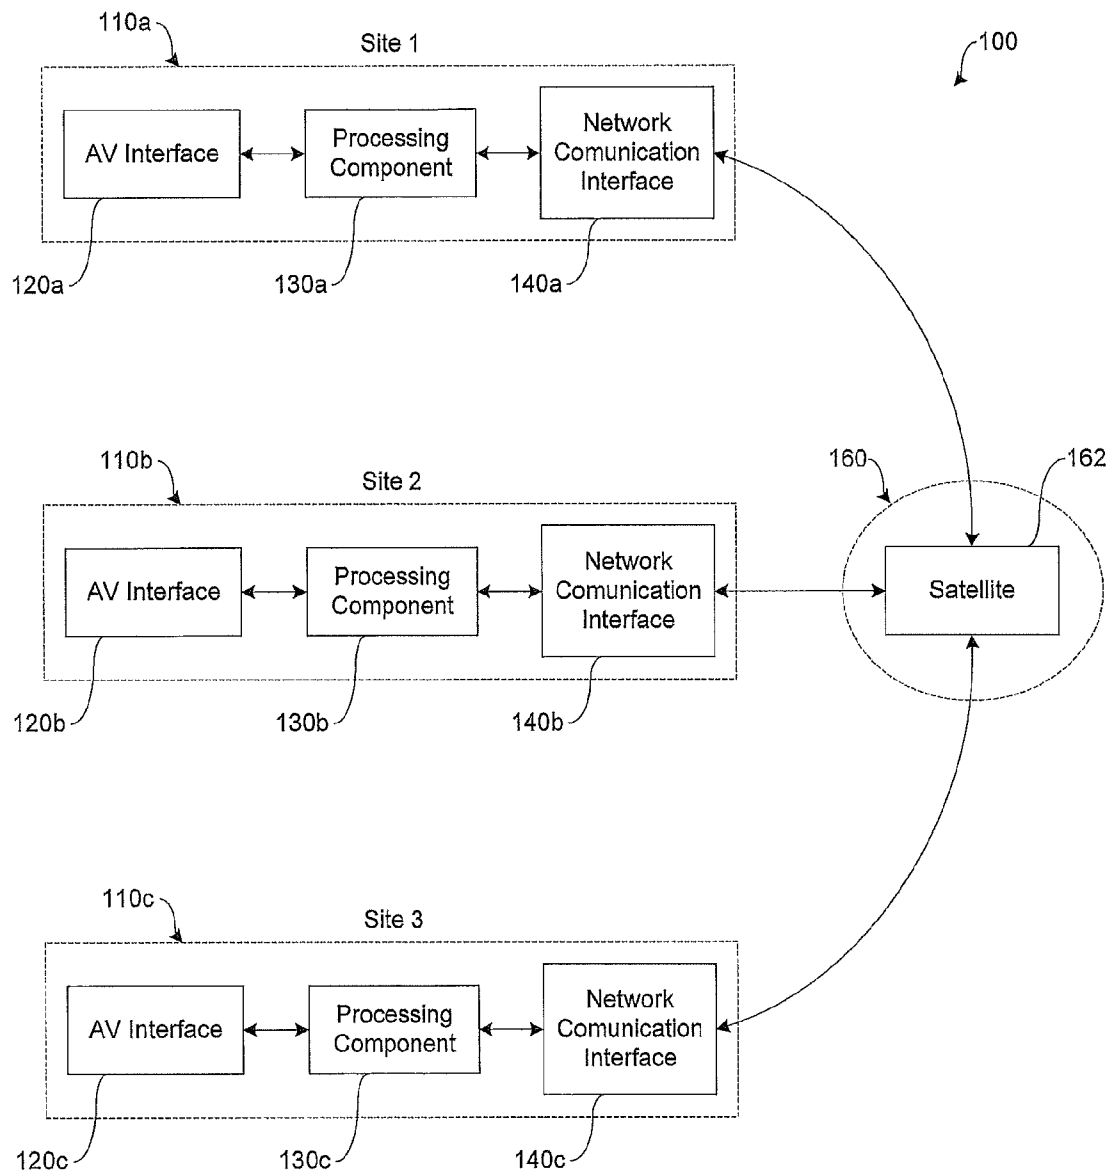 110a
Site 1
100
AV Interface
Processing
Component
Network
Comunication
Interface
120a
130a
140a
110b
Site 2
160
162
AV Interface
Processing
Component
Network
Comunication
Interface
Satellite
120b
130b
140b
110c
Site 3
AV Interface
Processing
Component
Network
Comunication
Interface
120c
130c
140c